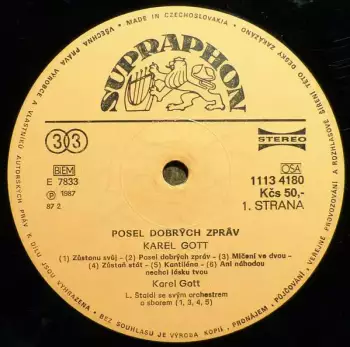 VŠECHNA PRÁVA VÝROBCE A VLASTNÍKŮ AUTORSKÝCH PRÁV K DÍLU JSOU VYHRAZENA • BEZ SOUHLASU JE VÝROBA KOPIÍ, PRONÁJEM, PŮJČOVÁNÍ, VEŘEJNÉ PROVOZOVÁNÍ A ROZHLASOVÉ ŠÍŘENÍ TÉTO DESKY ZAKÁZÁNO • MADE IN CZECHOSLOVAKIA •
SUPRAPHON
33
STEREO
BIEM
E 7833
℗ 1987
87 2
OSA
1113 4180
Kčs 50,-
1. STRANA
POSEL DOBRÝCH ZPRÁV
KAREL GOTT
(1) Zůstanu svůj - (2) Posel dobrých zpráv - (3) Mlčení ve dvou -
(4) Zůstaň stát - (5) Kantiléna - (6) Ani náhodou
nechci lásku tvou
Karel Gott
L. Štaidl se svým orchestrem
a sborem (1, 3, 4, 5)